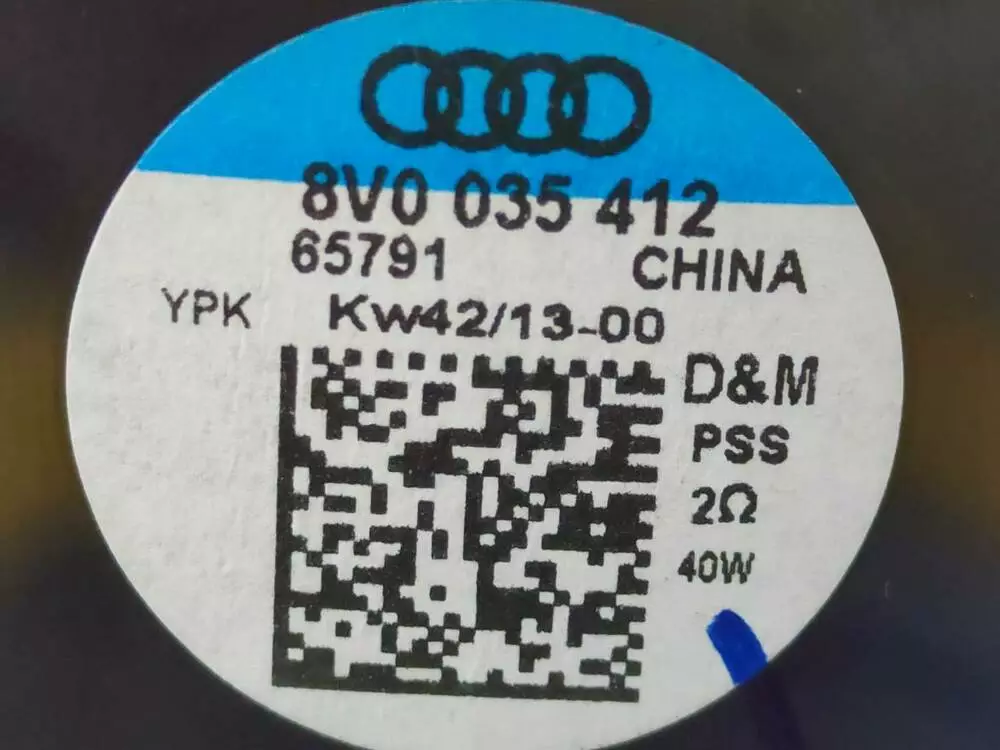 8V0 035 412
65791 CHINA
YPK Kw42/13-00
D&M
PSS
2Ω
40W